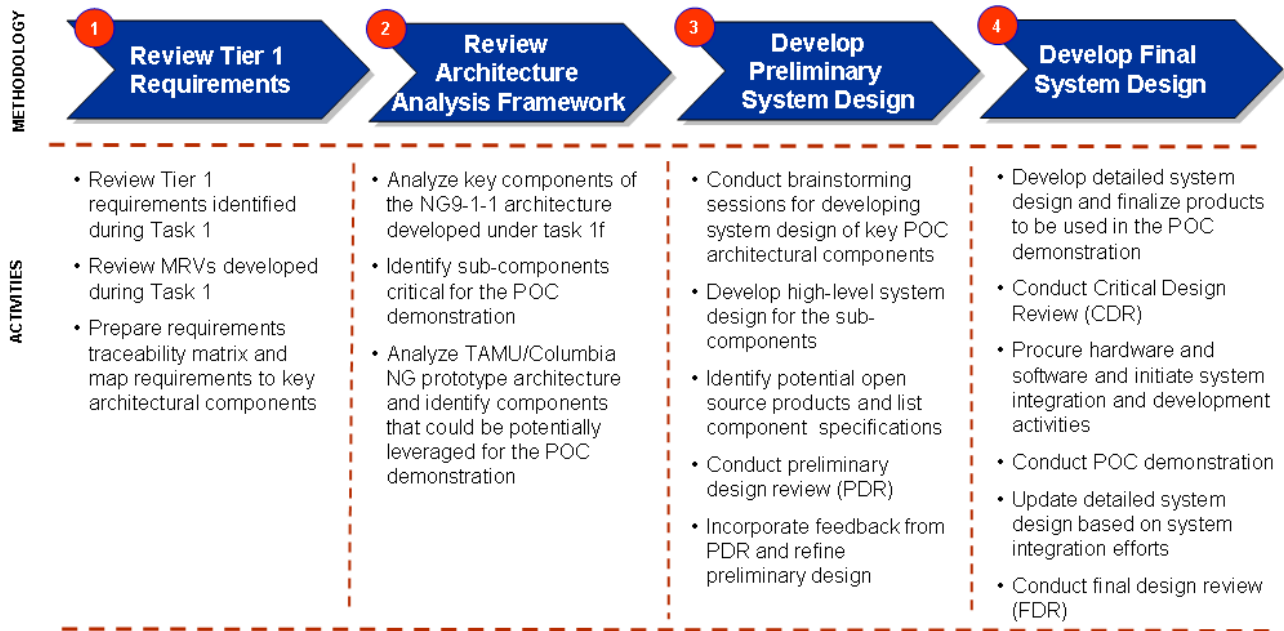 METHODOLOGY
1
Review Tier 1
Requirements
2
Review
Architecture
Analysis Framework
3
Develop
Preliminary
System Design
4
Develop Final
System Design
ACTIVITIES
• Review Tier 1
requirements identified
during Task 1
• Review MRVs developed
during Task 1
• Prepare requirements
traceability matrix and
map requirements to key
architectural components
• Analyze key components of
the NG9-1-1 architecture
developed under task 1f
• Identify sub-components
critical for the POC
demonstration
• Analyze TAMU/Columbia
NG prototype architecture
and identify components
that could be potentially
leveraged for the POC
demonstration
• Conduct brainstorming
sessions for developing
system design of key POC
architectural components
• Develop high-level system
design for the sub-
components
• Identify potential open
source products and list
component specifications
• Conduct preliminary
design review (PDR)
• Incorporate feedback from
PDR and refine
preliminary design
• Develop detailed system
design and finalize products
to be used in the POC
demonstration
• Conduct Critical Design
Review (CDR)
• Procure hardware and
software and initiate system
integration and development
activities
• Conduct POC demonstration
• Update detailed system
design based on system
integration efforts
• Conduct final design review
(FDR)